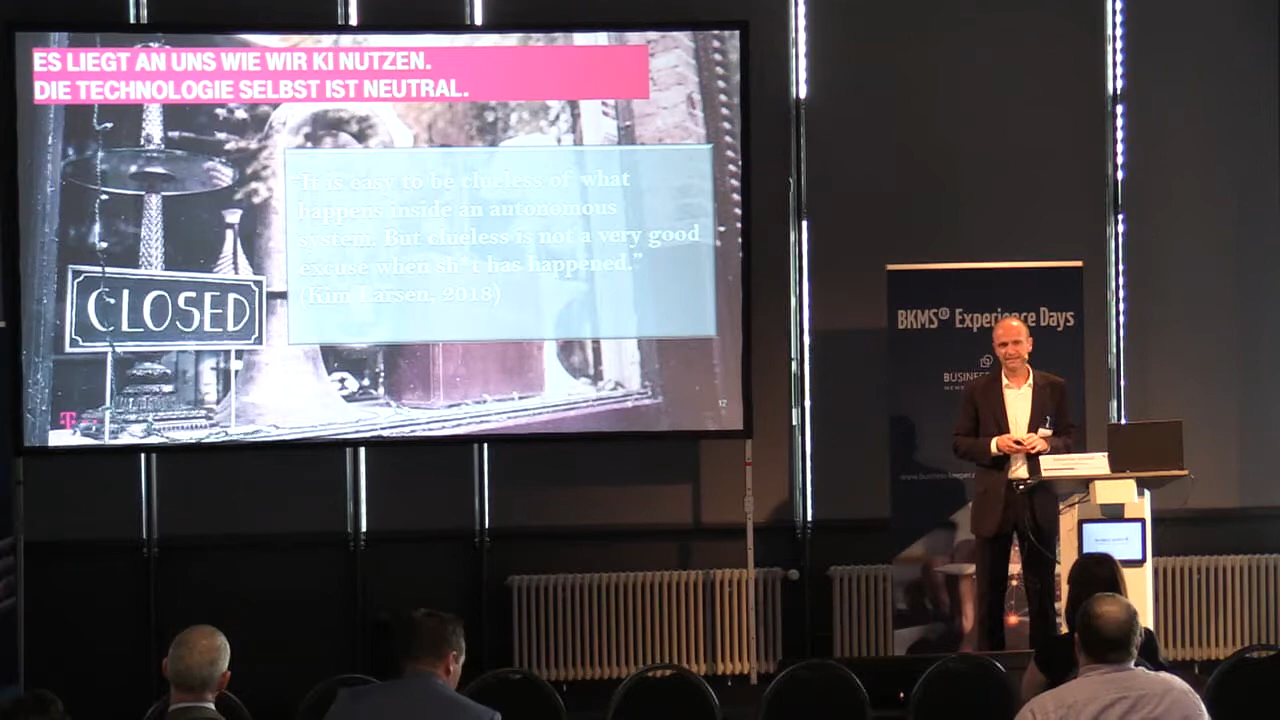 ES LIEGT AN UNS WIE WIR KI NUTZEN.
DIE TECHNOLOGIE SELBST IST NEUTRAL.
“It is easy to be clueless of what
happens inside an autonomous
system. But clueless is not a very good
excuse when sh*t has happened.”
(Kim Larsen, 2018)
CLOSED
T
12
BKMS® Experience Days
BUSINESS